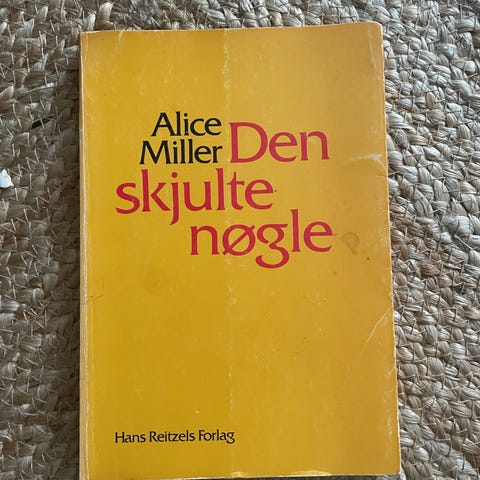 Alice
Miller Den
skjulte
nøgle
Hans Reitzels Forlag